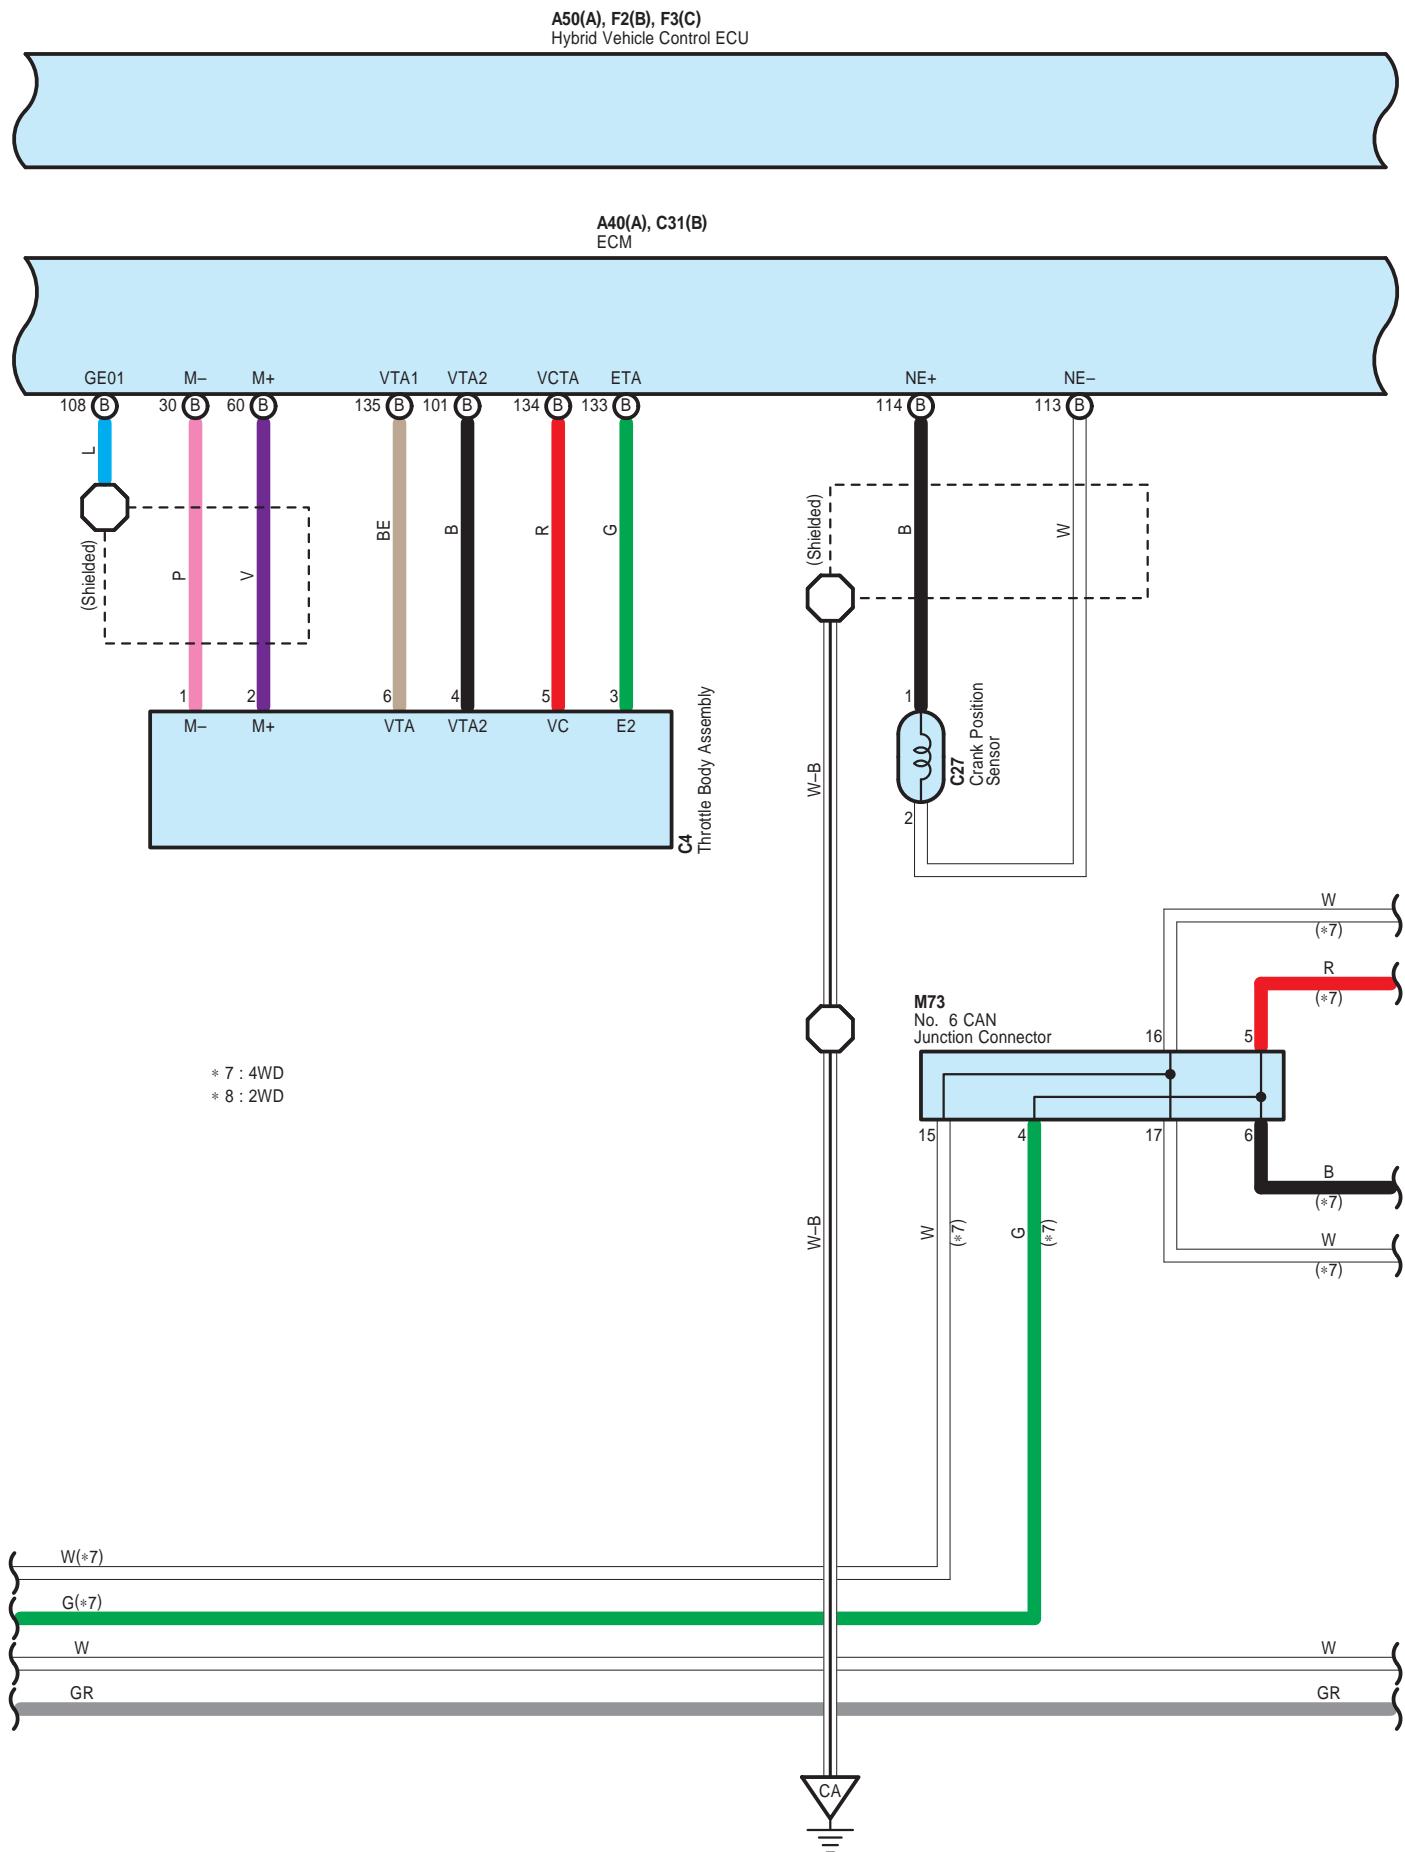 A50(A), F2(B), F3(C)
Hybrid Vehicle Control ECU
A40(A), C31(B)
ECM
GE01 M– M+ VTA1 VTA2 VCTA ETA NE+ NE–
108 B 30 B 60 B 135 B 101 B 134 B 133 B 114 B 113 B
L
(Shielded)
P
V
BE
B
R
G
(Shielded)
B
W
1 2 6 4 5 3
M– M+ VTA VTA2 VC E2
C4
Throttle Body Assembly
1
C27
Crank Position
Sensor
2
W–B
W
(*7)
R
(*7)
M73
No. 6 CAN
Junction Connector
16 5
* 7 : 4WD
* 8 : 2WD
15 4 17 6
B
(*7)
W
(*7)
W–B
W
(*7)
G
(*7)
W(*7)
G(*7)
W W
GR GR
CA